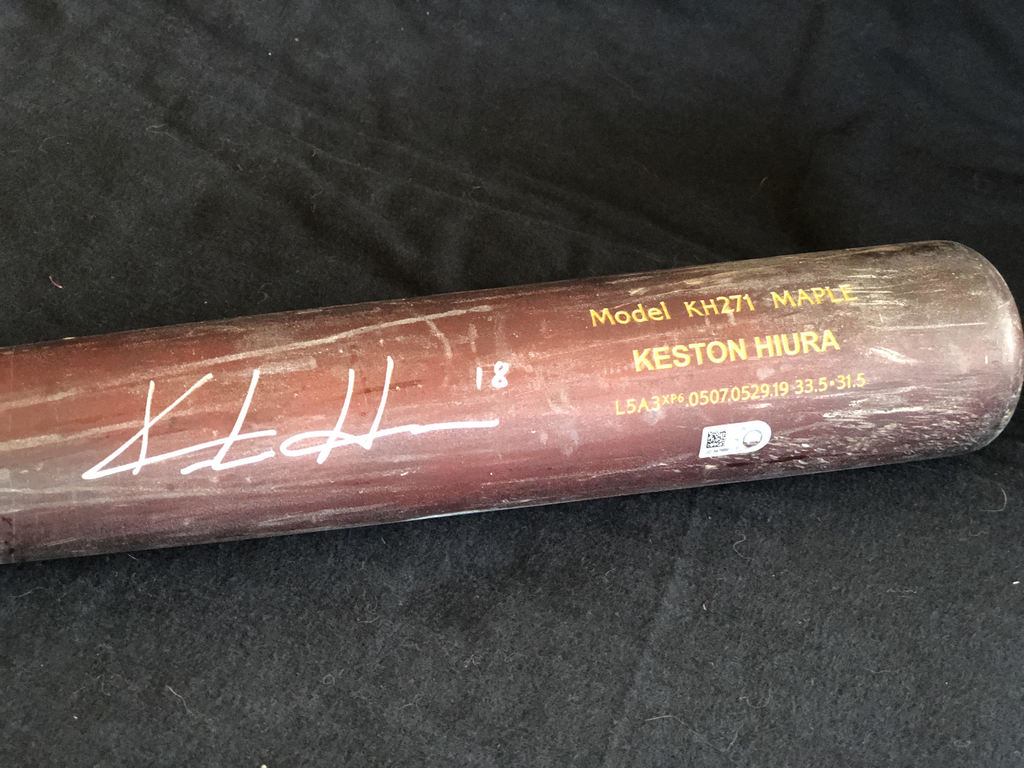 Model KH271 MAPLE
KESTON HIURA
L5A3XP6.0507.0529.19 33.5•31.5
18